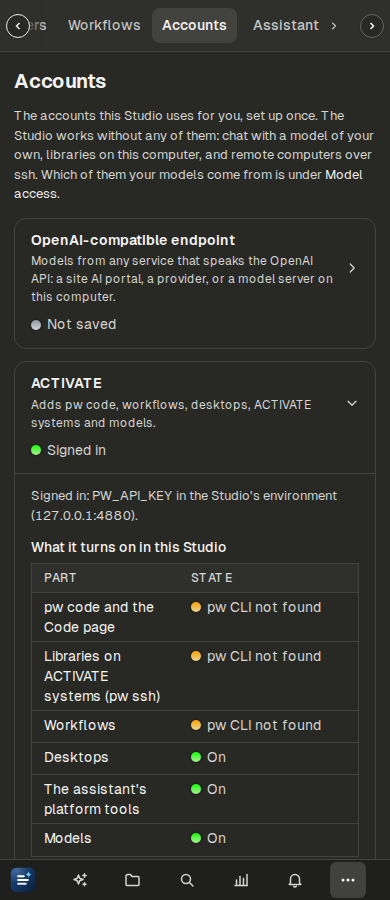 ers Workflows Accounts Assistant
Accounts
The accounts this Studio uses for you, set up once. The
Studio works without any of them: chat with a model of your
own, libraries on this computer, and remote computers over
ssh. Which of them your models come from is under Model
access.
OpenAI-compatible endpoint
Models from any service that speaks the OpenAI
API: a site AI portal, a provider, or a model server on
this computer.
Not saved
ACTIVATE
Adds pw code, workflows, desktops, ACTIVATE
systems and models.
Signed in
Signed in: PW_API_KEY in the Studio's environment
(127.0.0.1:4880).
What it turns on in this Studio
PART STATE
pw code and the pw CLI not found
Code page
Libraries on pw CLI not found
ACTIVATE
systems (pw ssh)
Workflows pw CLI not found
Desktops On
The assistant's On
platform tools
Models On